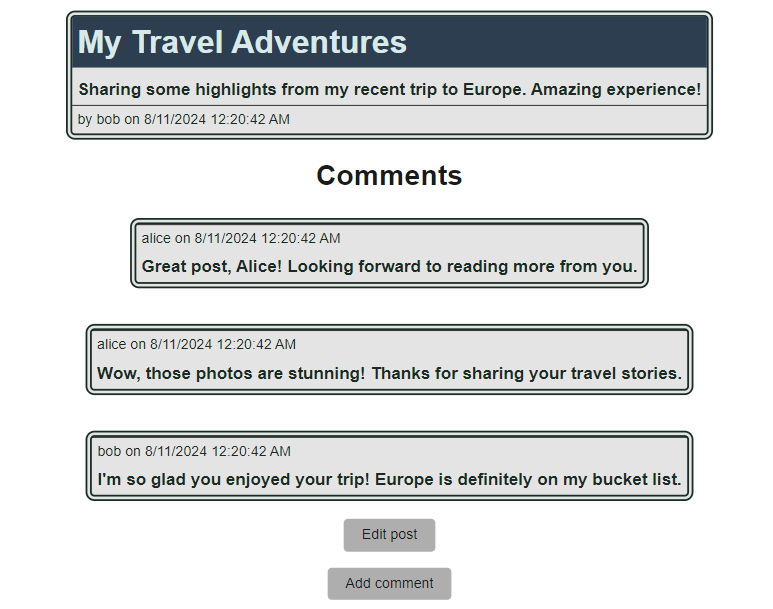 My Travel Adventures
Sharing some highlights from my recent trip to Europe. Amazing experience!
by bob on 8/11/2024 12:20:42 AM
Comments
alice on 8/11/2024 12:20:42 AM
Great post, Alice! Looking forward to reading more from you.
alice on 8/11/2024 12:20:42 AM
Wow, those photos are stunning! Thanks for sharing your travel stories.
bob on 8/11/2024 12:20:42 AM
I'm so glad you enjoyed your trip! Europe is definitely on my bucket list.
Edit post
Add comment